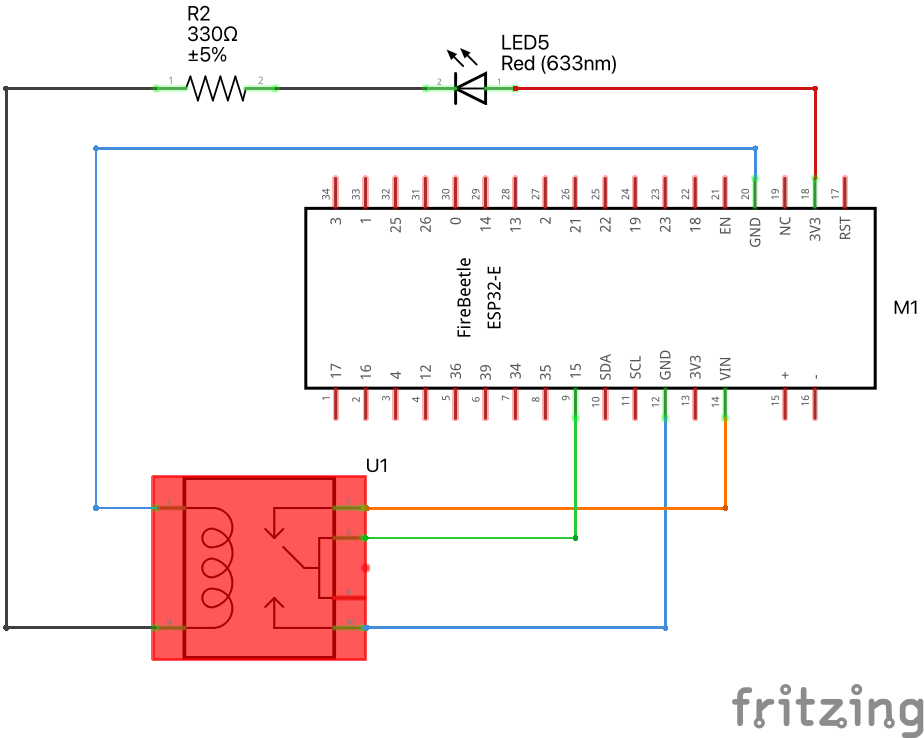 R2
330Ω
±5%
LED5
Red (633nm)
1
2
2
1
34 33 32 31 30 29 28 27 26 25 24 23 22 21 20 19 18 17
3 1 25 26 0 14 13 2 21 22 19 23 18 EN GND NC 3V3 RST
FireBeetle
ESP32-E
M1
17 16 4 12 36 39 34 35 15 SDA SCL GND 3V3 VIN + -
1 2 3 4 5 6 7 8 9 10 11 12 13 14 15 16
U1
10
fritzing